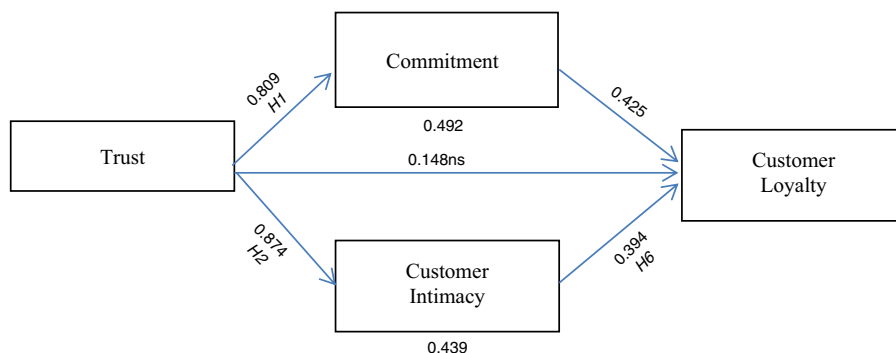 Commitment
0.809
H1
0.425
0.492
Trust
0.148ns
Customer
Loyalty
0.874
H2
Customer
Intimacy
0.394
H6
0.439